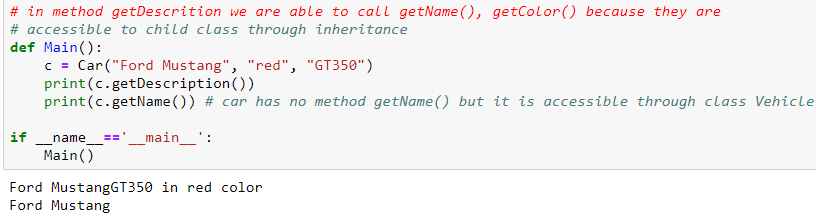 # in method getDescrition we are able to call getName(), getColor() because they are
# accessible to child class through inheritance
def Main():
    c = Car("Ford Mustang", "red", "GT350")
    print(c.getDescription())
    print(c.getName()) # car has no method getName() but it is accessible through class Vehicle
if __name__=='__main__':
    Main()
Ford MustangGT350 in red color
Ford Mustang